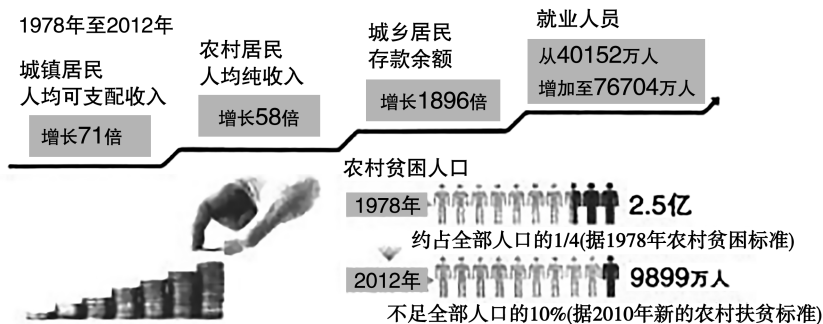 1978年至2012年
城镇居民
人均可支配收入
增长71倍
农村居民
人均纯收入
增长58倍
城乡居民
存款余额
增长1896倍
就业人员
从40152万人
增加至76704万人
农村贫困人口
1978年 2.5亿
约占全部人口的1/4(据1978年农村贫困标准)
2012年 9899万人
不足全部人口的10%(据2010年新的农村扶贫标准)